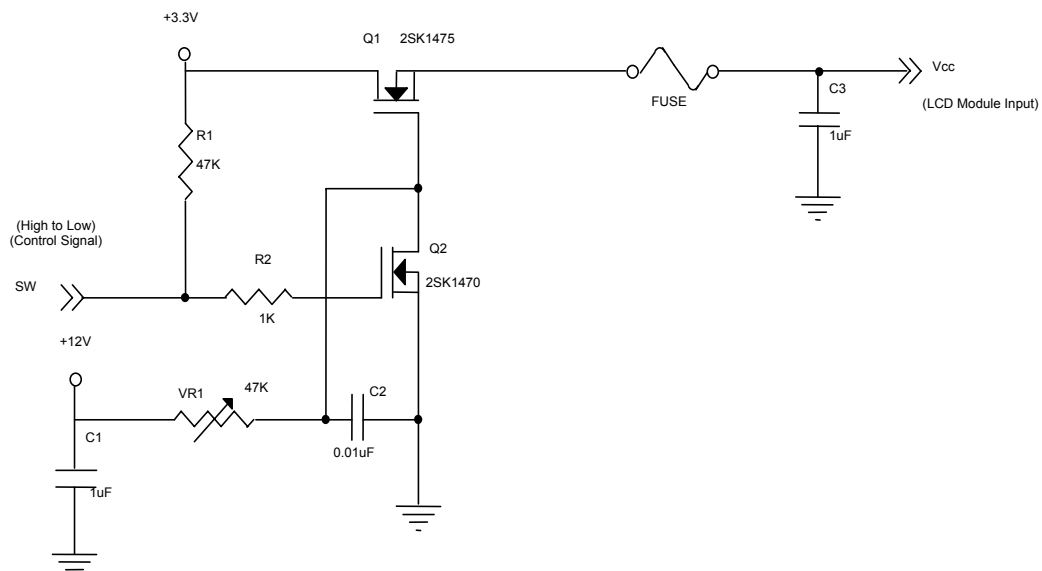 +3.3V
Q1 2SK1475
Vcc
C3
FUSE
(LCD Module Input)
R1
1uF
47K
(High to Low)
(Control Signal)
Q2
R2
2SK1470
SW
1K
+12V
VR1 47K
C2
C1
0.01uF
1uF